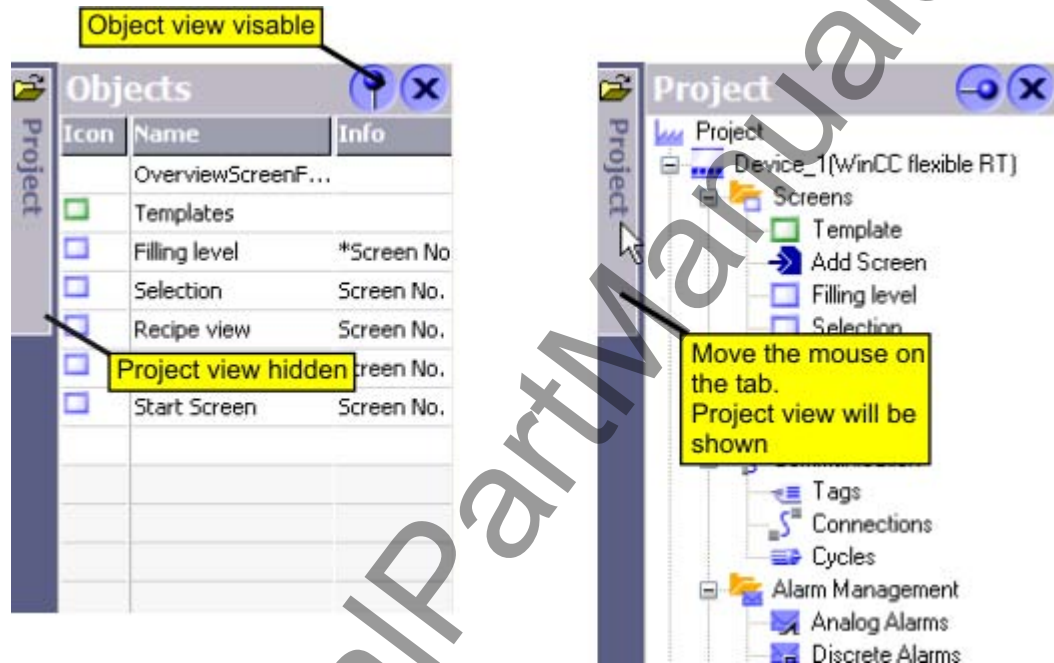 Object view visable
Project
Objects
Icon Name Info
OverviewScreenF...
Templates
Filling level *Screen No
Selection Screen No.
Recipe view Screen No.
Project view hidden creen No.
Start Screen Screen No.
Project
Project
Project
Device_1(WinCC flexible RT)
Screens
Template
Add Screen
Filling level
Selection
Move the mouse on
the tab.
Project view will be
shown
Tags
Connections
Cycles
Alarm Management
Analog Alarms
Discrete Alarms